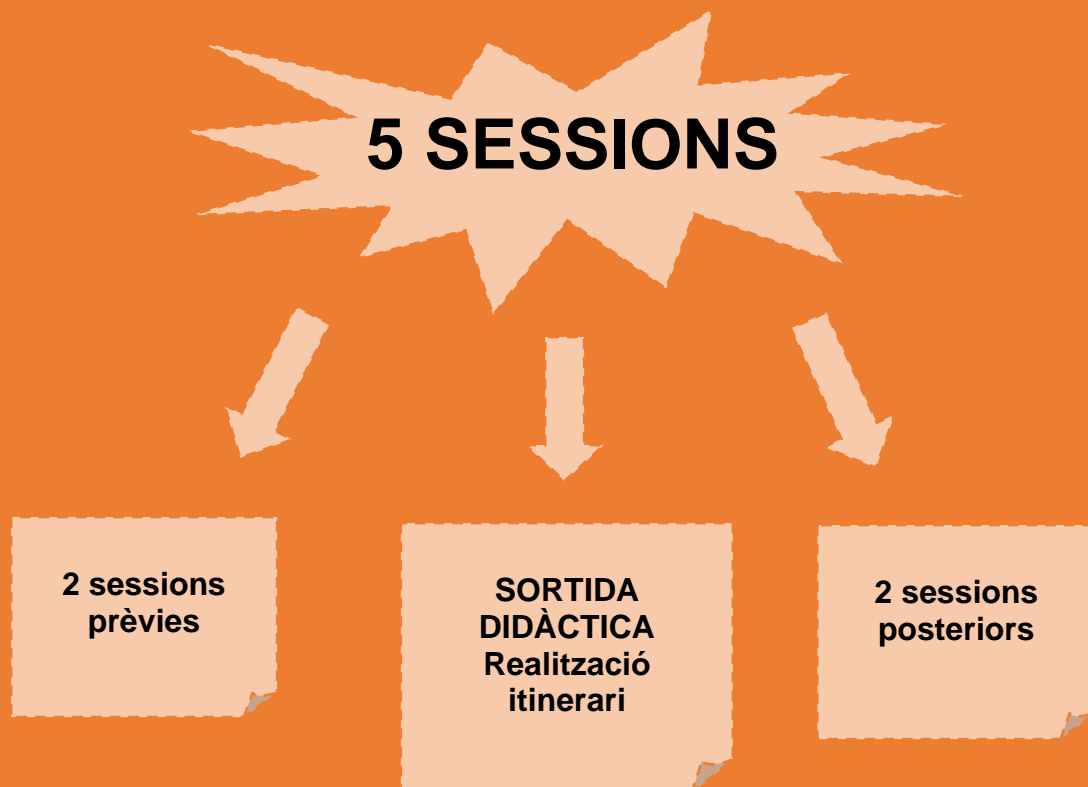 5 SESSIONS
2 sessions
prèvies
SORTIDA
DIDÀCTICA
Realització
itinerari
2 sessions
posteriors